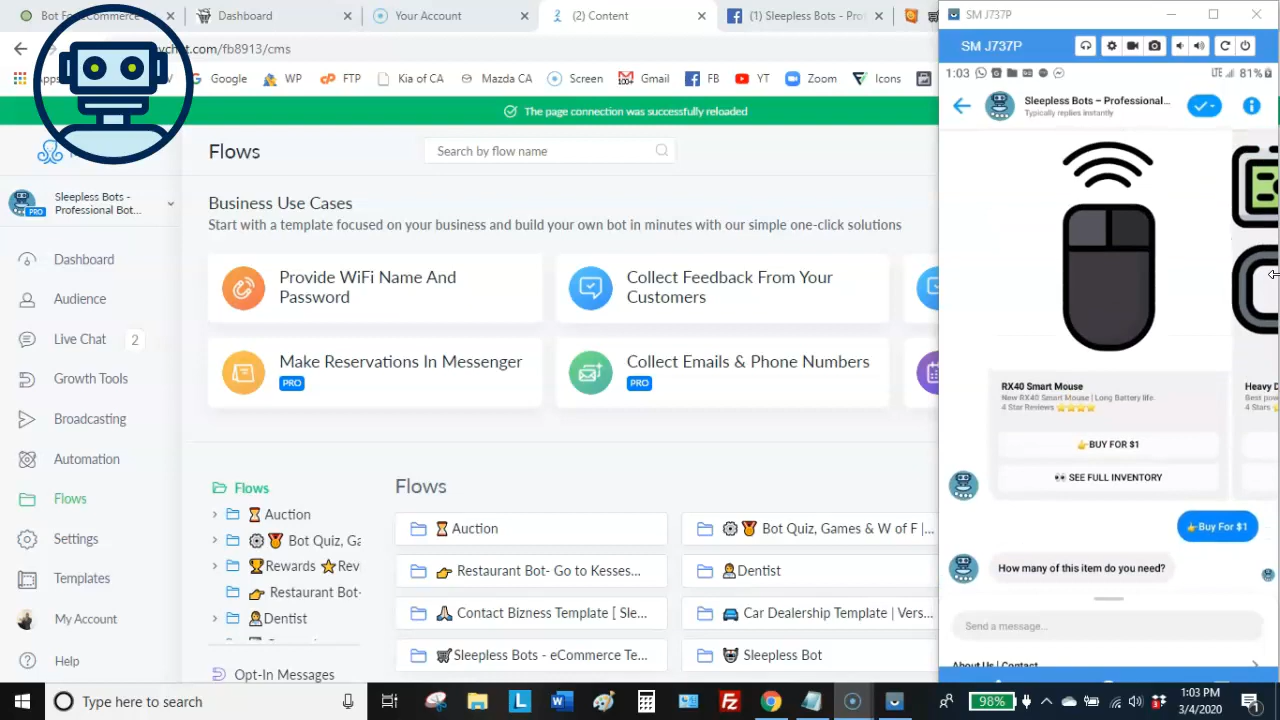 Bot For eCommerce
Dashboard
Your Account
(2) Content
(1) Sleepless Bots - Pro
ychat.com/fb8913/cms
Google
WP
FTP
Kia of CA
Mazda CA
Screen
Gmail
FB
YT
Zoom
Icons
The page connection was successfully reloaded
Flows
Search by flow name
Sleepless Bots -
Professional Bot...
PRO
Dashboard
Audience
Live Chat 2
Growth Tools
Broadcasting
Automation
Flows
Settings
Templates
My Account
Help
Business Use Cases
Start with a template focused on your business and build your own bot in minutes with our simple one-click solutions
Provide WiFi Name And
Password
Collect Feedback From Your
Customers
Make Reservations In Messenger
PRO
Collect Emails & Phone Numbers
PRO
Flows
⌛ Auction
Bot Quiz, Ga
🏆Rewards ⭐Rev
👉 Restaurant Bot-
Dentist
Opt-In Messages
Flows
⌛ Auction
Bot Quiz, Games & W of F |...
👉 Restaurant Bot- Go to Kesses...
Dentist
🙏 Contact Bizness Template [ Sle...
🚘 Car Dealership Template | Vers...
🛒Sleepless Bots - eCommerce Te...
Sleepless Bot
SM J737P
SM J737P
1:03
LTE 81%
Sleepless Bots – Professional...
Typically replies instantly
RX40 Smart Mouse
New RX40 Smart Mouse | Long Battery life
4 Star Reviews ⭐⭐⭐⭐
👉BUY FOR $1
👀 SEE FULL INVENTORY
Heavy D
Best pow
4 Stars
👉Buy For $1
How many of this item do you need?
Send a message...
About Us | Contact
Type here to search
98%
1:03 PM
3/4/2020